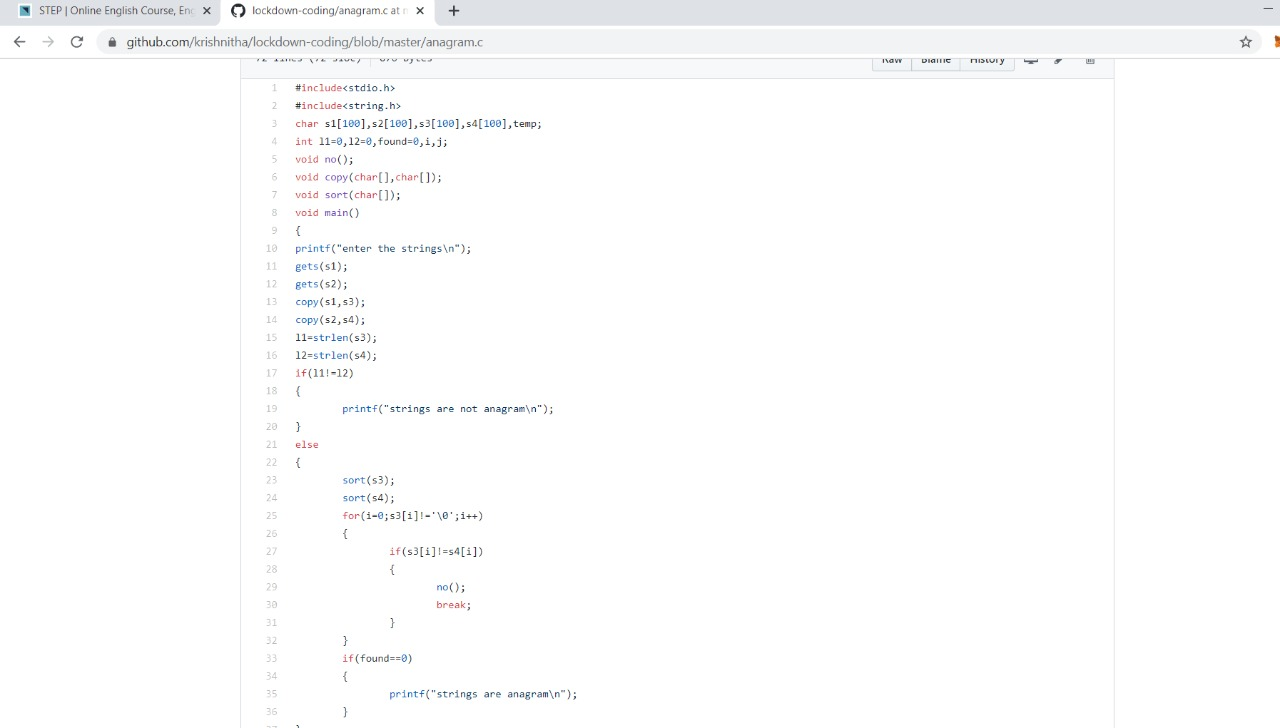 STEP | Online English Course, Eng
lockdown-coding/anagram.c at m
github.com/krishnitha/lockdown-coding/blob/master/anagram.c
72 lines (72 sloc) 870 bytes
Raw Blame History
1 #include<stdio.h>
2 #include<string.h>
3 char s1[100],s2[100],s3[100],s4[100],temp;
4 int l1=0,l2=0,found=0,i,j;
5 void no();
6 void copy(char[],char[]);
7 void sort(char[]);
8 void main()
9 {
10 printf("enter the strings\n");
11 gets(s1);
12 gets(s2);
13 copy(s1,s3);
14 copy(s2,s4);
15 l1=strlen(s3);
16 l2=strlen(s4);
17 if(l1!=l2)
18 {
19 printf("strings are not anagram\n");
20 }
21 else
22 {
23 sort(s3);
24 sort(s4);
25 for(i=0;s3[i]!='\0';i++)
26 {
27 if(s3[i]!=s4[i])
28 {
29 no();
30 break;
31 }
32 }
33 if(found==0)
34 {
35 printf("strings are anagram\n");
36 }
37 }